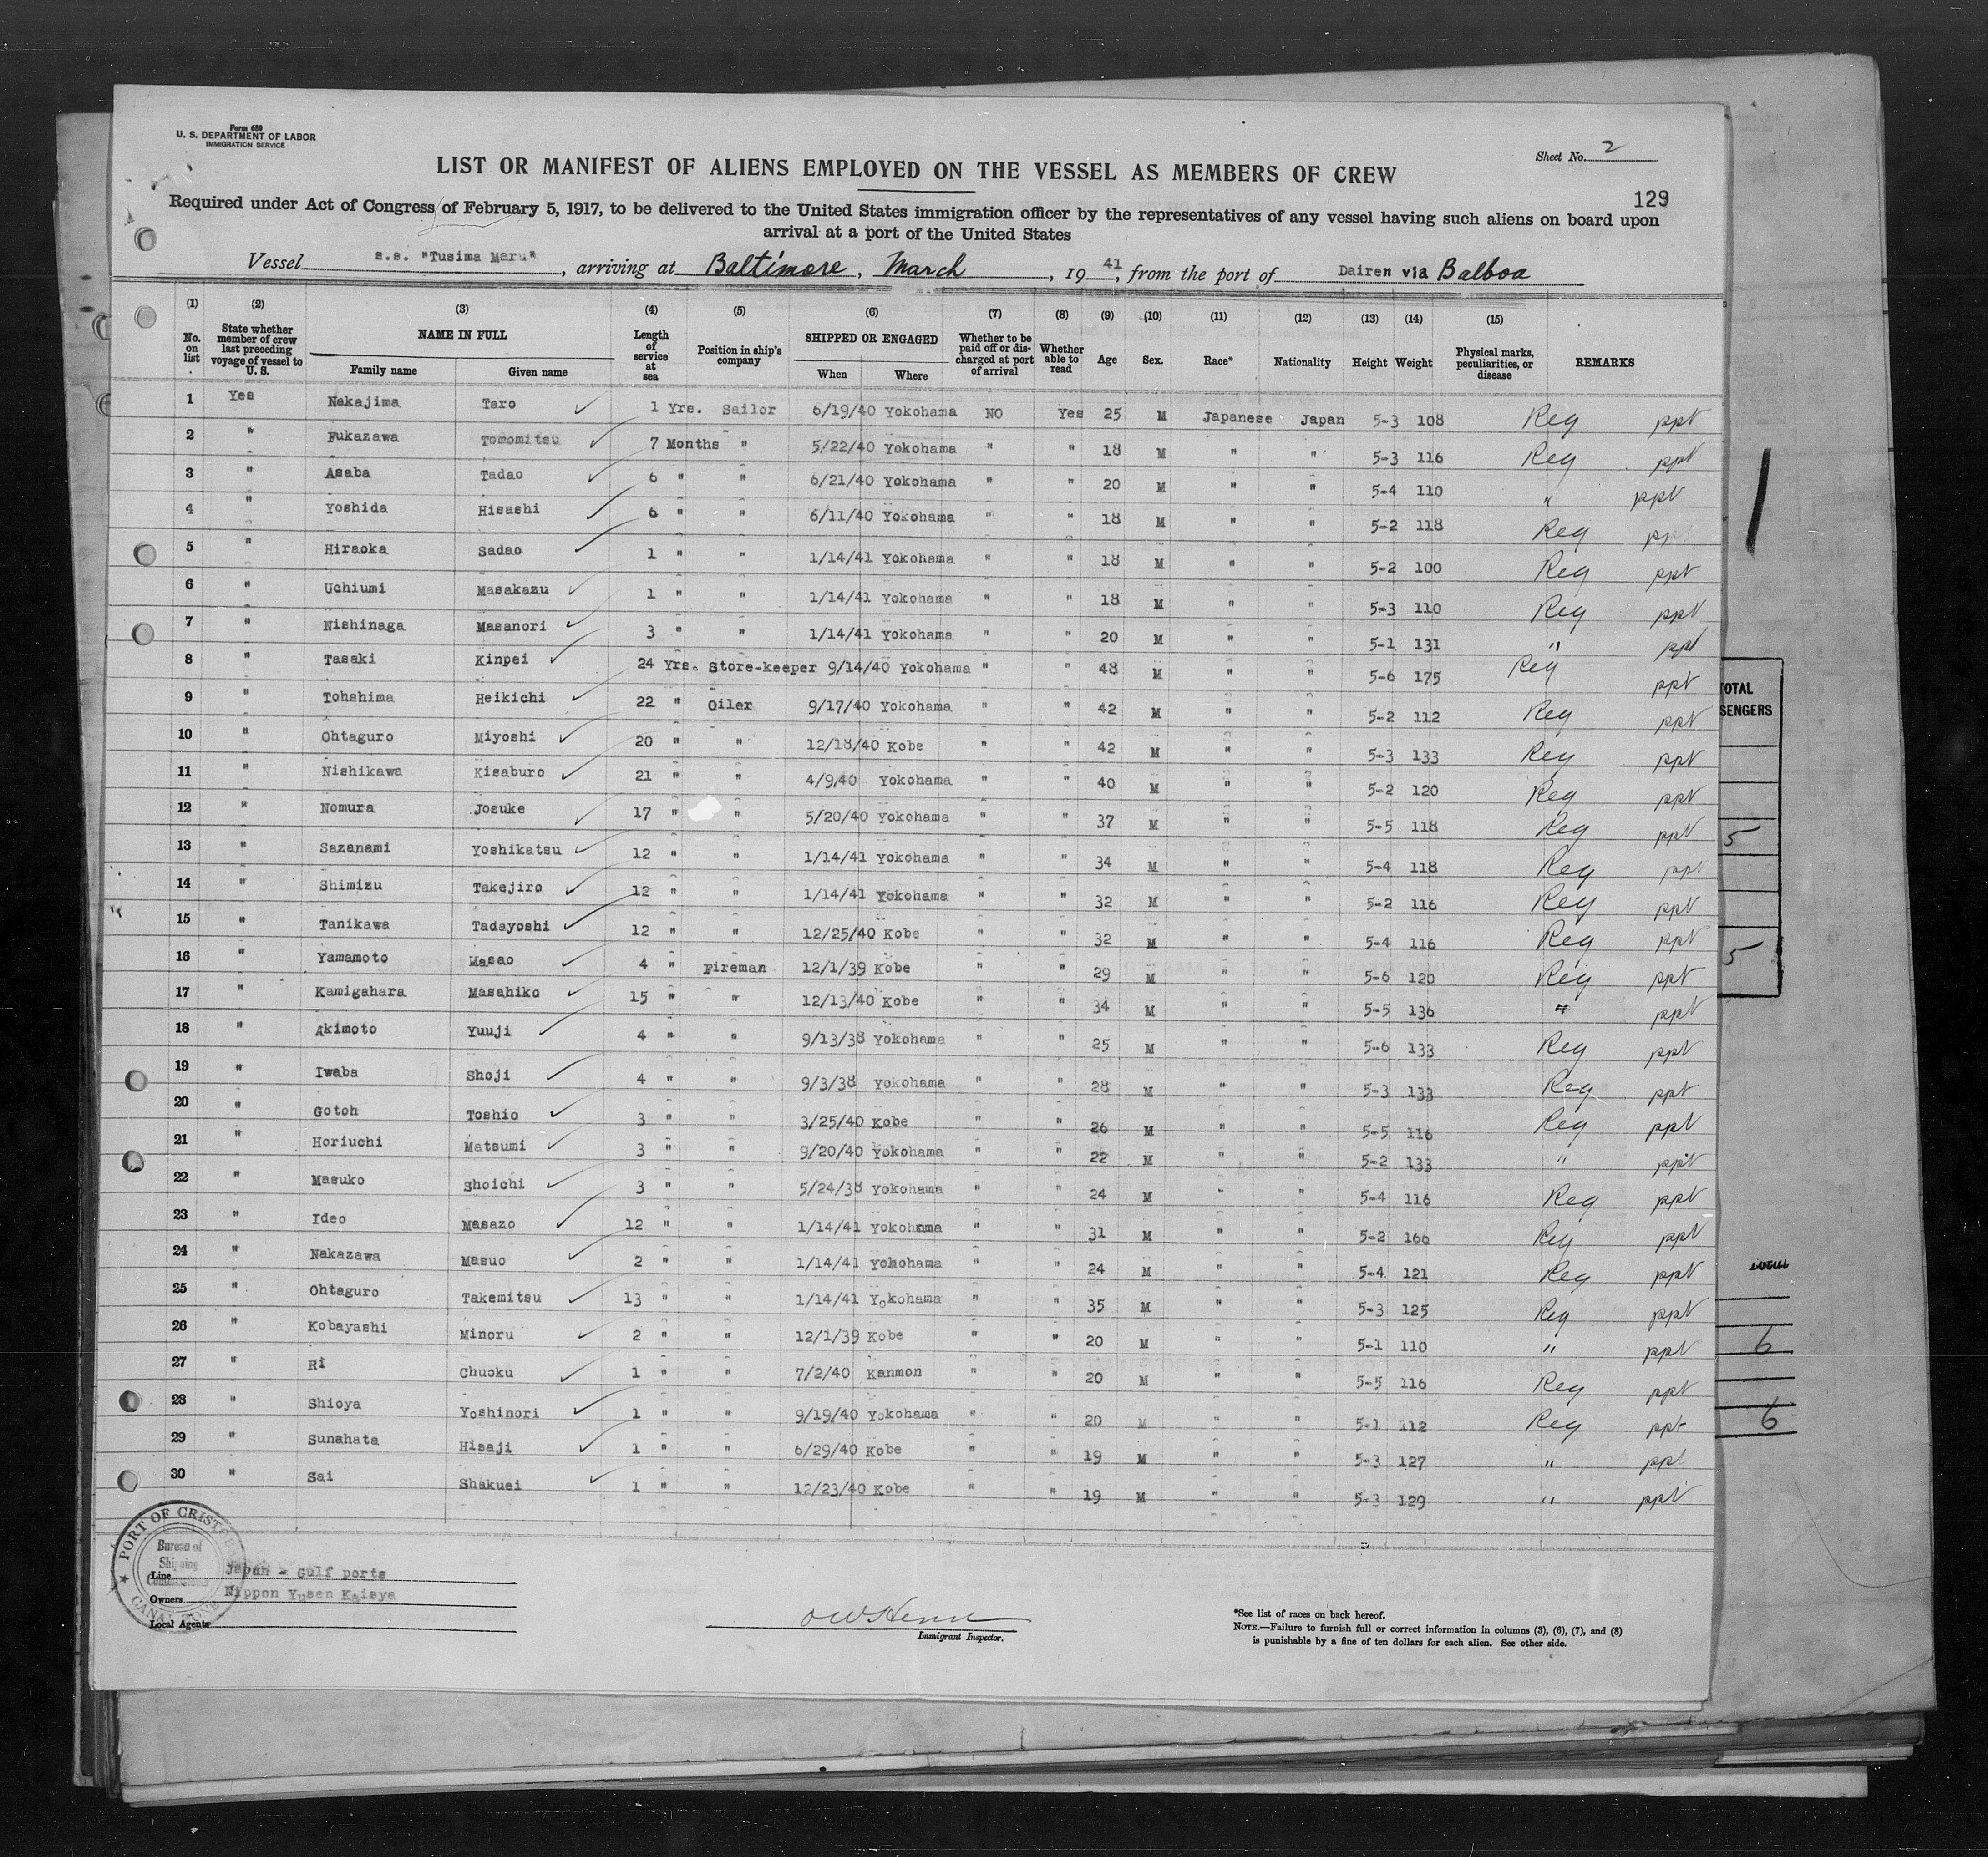 Form 680
U. S. DEPARTMENT OF LABOR
IMMIGRATION SERVICE
Sheet No. 2
LIST OR MANIFEST OF ALIENS EMPLOYED ON THE VESSEL AS MEMBERS OF CREW
129
Required under Act of Congress of February 5, 1917, to be delivered to the United States immigration officer by the representatives of any vessel having such aliens on board upon
arrival at a port of the United States
Vessel s.s. "Tusima Maru", arriving at Baltimore, March, 1941, from the port of Dairen via Balboa
(1) (2) (3) (4) (5) (6) (7) (8) (9) (10) (11) (12) (13) (14) (15)
No. on list State whether member of crew last preceding voyage of vessel to U. S. NAME IN FULL Family name Given name Length of service at sea Position in ship's company SHIPPED OR ENGAGED When Where Whether to be paid off or discharged at port of arrival Whether able to read Age Sex. Race* Nationality Height Weight Physical marks, peculiarities, or disease REMARKS
1 Yes Nakajima Taro 1 Yrs. Sailor 6/19/40 Yokohama NO Yes 25 M Japanese Japan 5-3 108 Reg ppt
2 " Fukazawa Tomomitsu 7 Months " 5/22/40 Yokohama " " 18 M " " 5-3 116 Reg ppt
3 " Asaba Tadao 6 " " 6/21/40 Yokohama " " 20 M " " 5-4 110 " ppt
4 " Yoshida Hisashi 6 " " 6/11/40 Yokohama " " 18 M " " 5-2 118 Reg ppt
5 " Hiraoka Sadao 1 " " 1/14/41 Yokohama " " 18 M " " 5-2 100 Reg ppt
6 " Uchiumi Masakazu 1 " " 1/14/41 Yokohama " " 18 M " " 5-3 110 Reg ppt
7 " Nishinaga Masanori 3 " " 1/14/41 Yokohama " " 20 M " " 5-1 131 " ppt
8 " Tasaki Kinpei 24 Yrs. Store-keeper 9/14/40 Yokohama " " 48 M " " 5-6 175 Reg ppt
9 " Tohshima Heikichi 22 " Oiler 9/17/40 Yokohama " " 42 M " " 5-2 112 Reg ppt
10 " Ohtaguro Miyoshi 20 " " 12/18/40 Kobe " " 42 M " " 5-3 133 Reg ppt
11 " Nishikawa Kisaburo 21 " " 4/9/40 Yokohama " " 40 M " " 5-2 120 Reg ppt
12 " Nomura Josuke 17 " " 5/20/40 Yokohama " " 37 M " " 5-5 118 Reg ppt
13 " Sazanami Yoshikatsu 12 " " 1/14/41 Yokohama " " 34 M " " 5-4 118 Reg ppt
14 " Shimizu Takejiro 12 " " 1/14/41 Yokohama " " 32 M " " 5-2 116 Reg ppt
15 " Tanikawa Tadayoshi 12 " " 12/25/40 Kobe " " 32 M " " 5-4 116 Reg ppt
16 " Yamamoto Masao 4 " Fireman 12/1/39 Kobe " " 29 M " " 5-6 120 Reg ppt
17 " Kamigahara Masahiko 15 " " 12/13/40 Kobe " " 34 M " " 5-5 136 " ppt
18 " Akimoto Yuuji 4 " " 9/13/38 Yokohama " " 25 M " " 5-6 133 Reg ppt
19 " Iwaba Shoji 4 " " 9/3/38 Yokohama " " 28 M " " 5-3 133 Reg ppt
20 " Gotoh Toshio 3 " " 3/25/40 Kobe " " 26 M " " 5-5 116 Reg ppt
21 " Horiuchi Matsumi 3 " " 9/20/40 Yokohama " " 22 M " " 5-2 133 " ppt
22 " Masuko Shoichi 3 " " 5/24/38 Yokohama " " 24 M " " 5-4 116 Reg ppt
23 " Ideo Masazo 12 " " 1/14/41 Yokohama " " 31 M " " 5-2 166 Reg ppt
24 " Nakazawa Masuo 2 " " 1/14/41 Yokohama " " 24 M " " 5-4 121 Reg ppt
25 " Ohtaguro Takemitsu 13 " " 1/14/41 Yokohama " " 35 M " " 5-3 125 Reg ppt
26 " Kobayashi Minoru 2 " " 12/1/39 Kobe " " 20 M " " 5-1 110 " ppt
27 " Ri Chuoku 1 " " 7/2/40 Kanmon " " 20 M " " 5-5 116 Reg ppt
28 " Shioya Yoshinori 1 " " 9/19/40 Yokohama " " 20 M " " 5-1 112 Reg ppt
29 " Sunahata Hisaji 1 " " 6/29/40 Kobe " " 19 M " " 5-3 127 " ppt
30 " Sai Shakuei 1 " " 12/23/40 Kobe " " 19 M " " 5-3 129 " ppt
TOTAL
5
5
Total
6
6
PORT OF CRISTOBAL
Bureau of
Shipping
CANAL ZONE
Line Japan - Gulf ports
Owners Nippon Yusen Kaisya
Local Agents
Immigrant Inspector.
*See list of races on back hereof.
NOTE.—Failure to furnish full or correct information in columns (3), (6), (7), and (8)
is punishable by a fine of ten dollars for each alien. See other side.